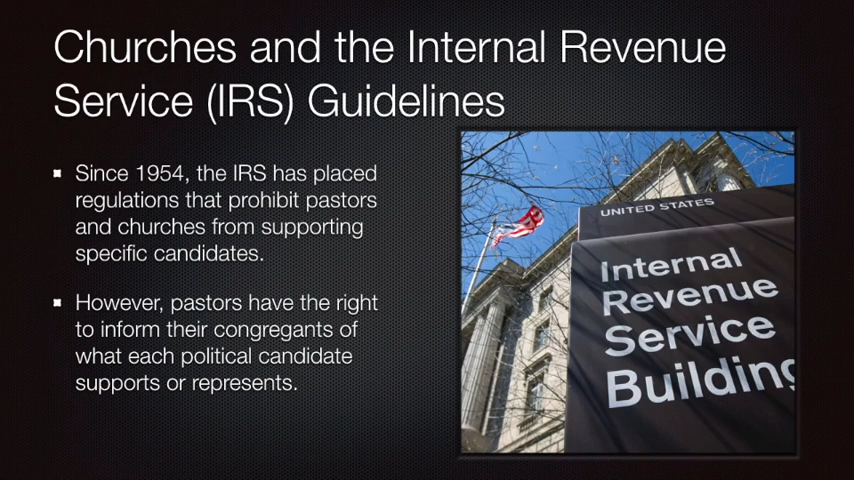 Churches and the Internal Revenue
Service (IRS) Guidelines
Since 1954, the IRS has placed
regulations that prohibit pastors
and churches from supporting
specific candidates.
However, pastors have the right
to inform their congregants of
what each political candidate
supports or represents.
UNITED STATES
Internal
Revenue
Service
Building